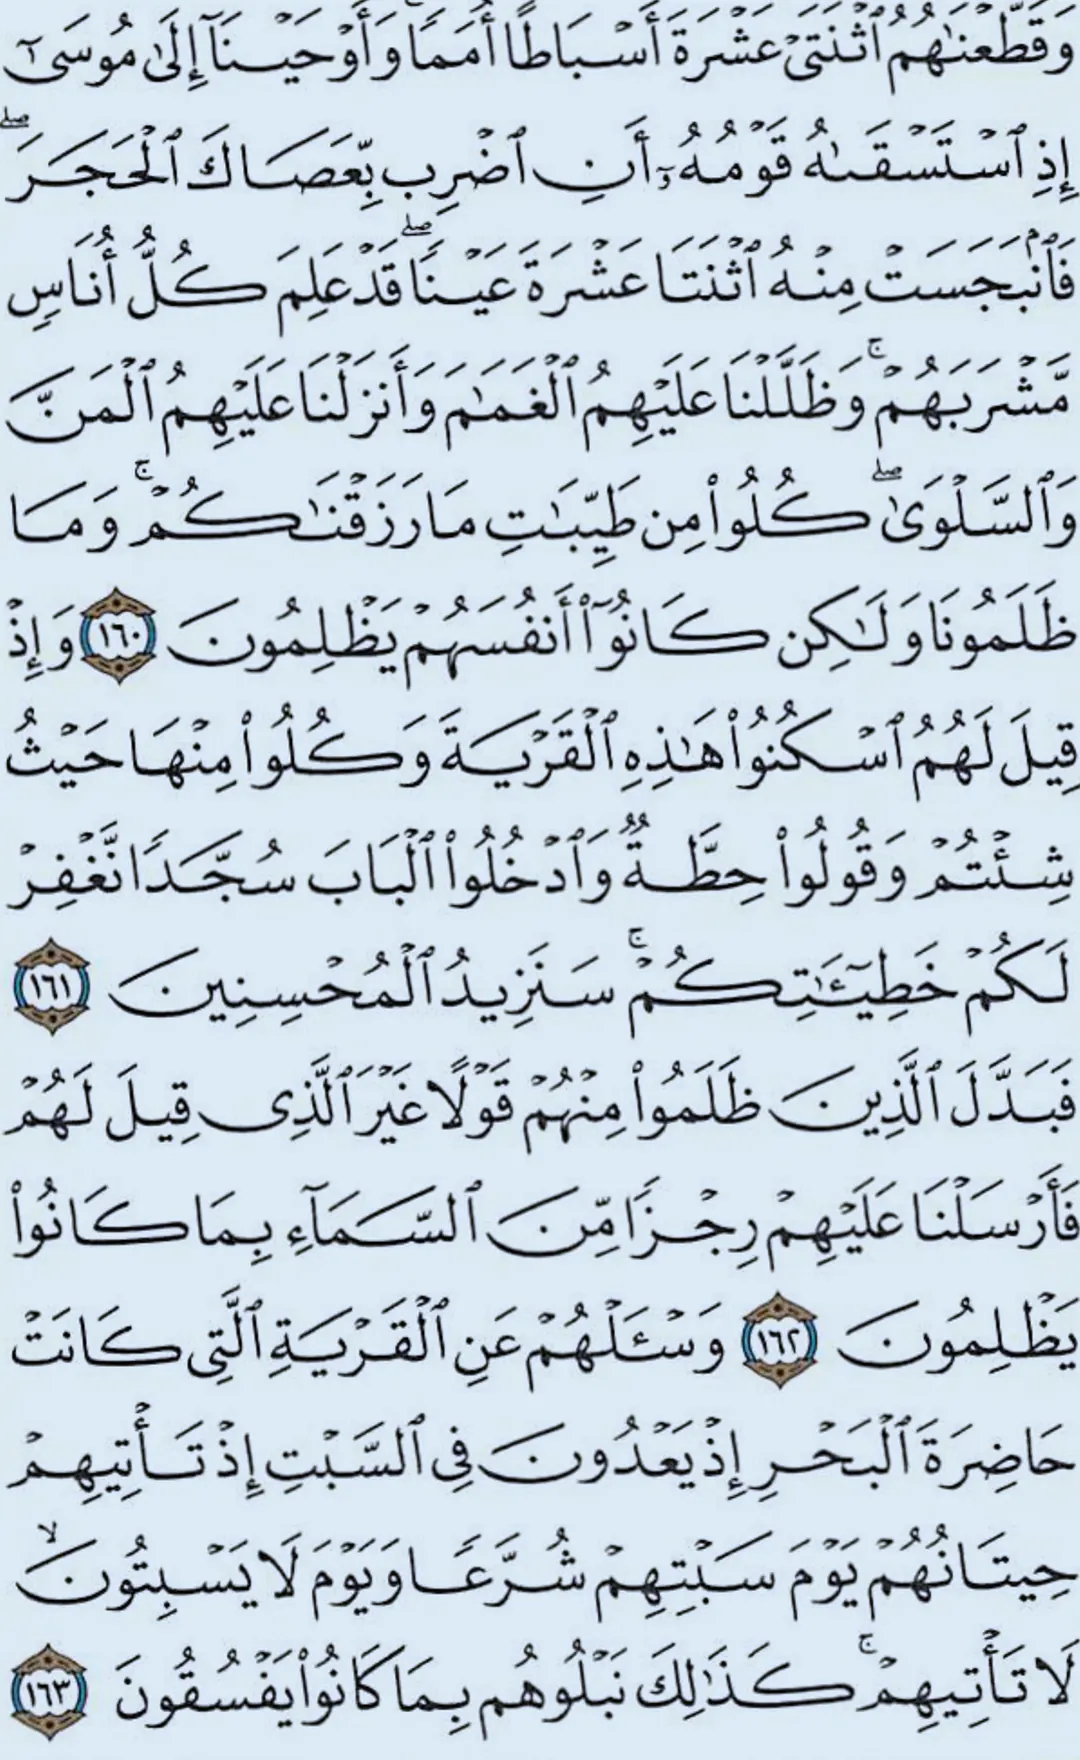 وَقَطَّعْنَٰهُمُ ٱثْنَتَىْ عَشْرَةَ أَسْبَاطًا أُمَمًا ۚ وَأَوْحَيْنَآ إِلَىٰ مُوسَىٰٓ
إِذِ ٱسْتَسْقَىٰهُ قَوْمُهُۥٓ أَنِ ٱضْرِب بِّعَصَاكَ ٱلْحَجَرَ ۖ
فَٱنۢبَجَسَتْ مِنْهُ ٱثْنَتَا عَشْرَةَ عَيْنًا ۖ قَدْ عَلِمَ كُلُّ أُنَاسٍ
مَّشْرَبَهُمْ ۚ وَظَلَّلْنَا عَلَيْهِمُ ٱلْغَمَٰمَ وَأَنزَلْنَا عَلَيْهِمُ ٱلْمَنَّ
وَٱلسَّلْوَىٰ ۖ كُلُوا۟ مِن طَيِّبَٰتِ مَا رَزَقْنَٰكُمْ ۚ وَمَا
ظَلَمُونَا وَلَٰكِن كَانُوٓا۟ أَنفُسَهُمْ يَظْلِمُونَ ١٦٠ وَإِذْ
قِيلَ لَهُمُ ٱسْكُنُوا۟ هَٰذِهِ ٱلْقَرْيَةَ وَكُلُوا۟ مِنْهَا حَيْثُ
شِئْتُمْ وَقُولُوا۟ حِطَّةٌ وَٱدْخُلُوا۟ ٱلْبَابَ سُجَّدًا نَّغْفِرْ
لَكُمْ خَطِيٓـَٰٔتِكُمْ ۚ سَنَزِيدُ ٱلْمُحْسِنِينَ ١٦١
فَبَدَّلَ ٱلَّذِينَ ظَلَمُوا۟ مِنْهُمْ قَوْلًا غَيْرَ ٱلَّذِى قِيلَ لَهُمْ
فَأَرْسَلْنَا عَلَيْهِمْ رِجْزًا مِّنَ ٱلسَّمَآءِ بِمَا كَانُوا۟
يَظْلِمُونَ ١٦٢ وَسْـَٔلْهُمْ عَنِ ٱلْقَرْيَةِ ٱلَّتِى كَانَتْ
حَاضِرَةَ ٱلْبَحْرِ إِذْ يَعْدُونَ فِى ٱلسَّبْتِ إِذْ تَأْتِيهِمْ
حِيتَانُهُمْ يَوْمَ سَبْتِهِمْ شُرَّعًا وَيَوْمَ لَا يَسْبِتُونَ ۙ
لَا تَأْتِيهِمْ ۚ كَذَٰلِكَ نَبْلُوهُم بِمَا كَانُوا۟ يَفْسُقُونَ ١٦٣